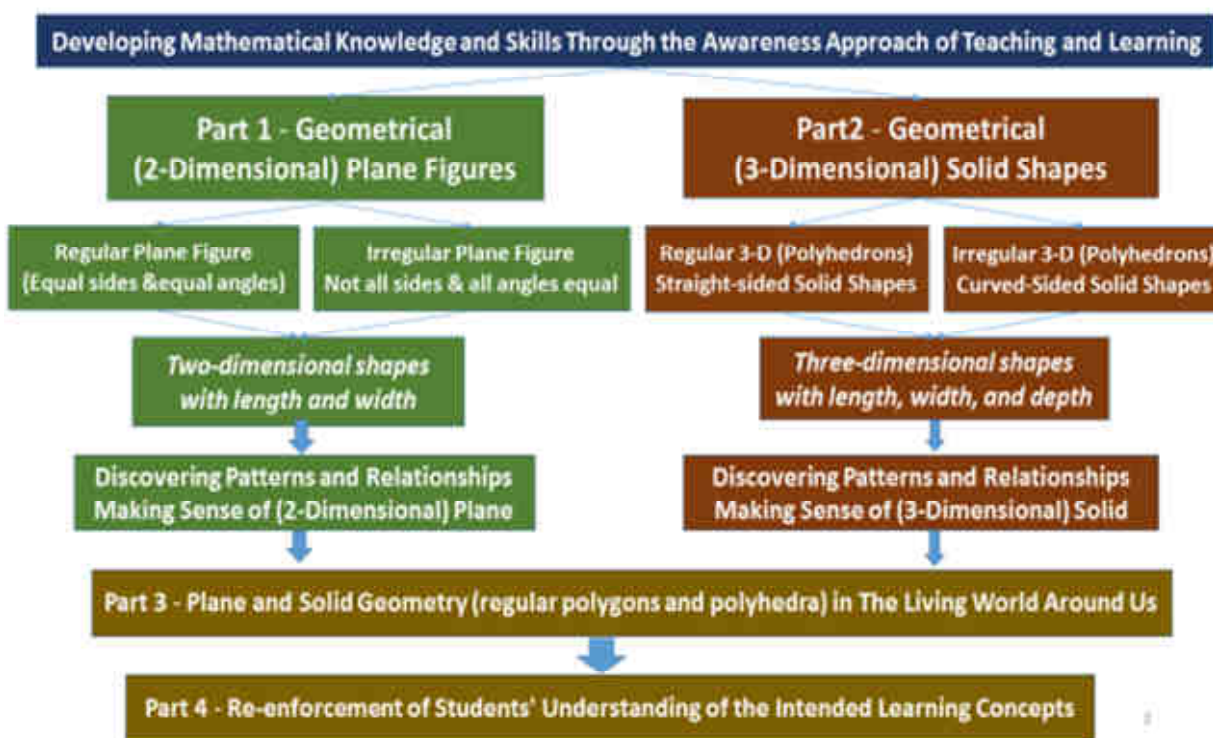 Developing Mathematical Knowledge and Skills Through the Awareness Approach of Teaching and Learning
Part 1 - Geometrical
(2-Dimensional) Plane Figures
Part2 - Geometrical
(3-Dimensional) Solid Shapes
Regular Plane Figure
(Equal sides &equal angles)
Irregular Plane Figure
Not all sides & all angles equal
Regular 3-D (Polyhedrons)
Straight-sided Solid Shapes
Irregular 3-D (Polyhedrons)
Curved-Sided Solid Shapes
Two-dimensional shapes
with length and width
Three-dimensional shapes
with length, width, and depth
Discovering Patterns and Relationships
Making Sense of (2-Dimensional) Plane
Discovering Patterns and Relationships
Making Sense of (3-Dimensional) Solid
Part 3 - Plane and Solid Geometry (regular polygons and polyhedra) in The Living World Around Us
Part 4 - Re-enforcement of Students' Understanding of the Intended Learning Concepts